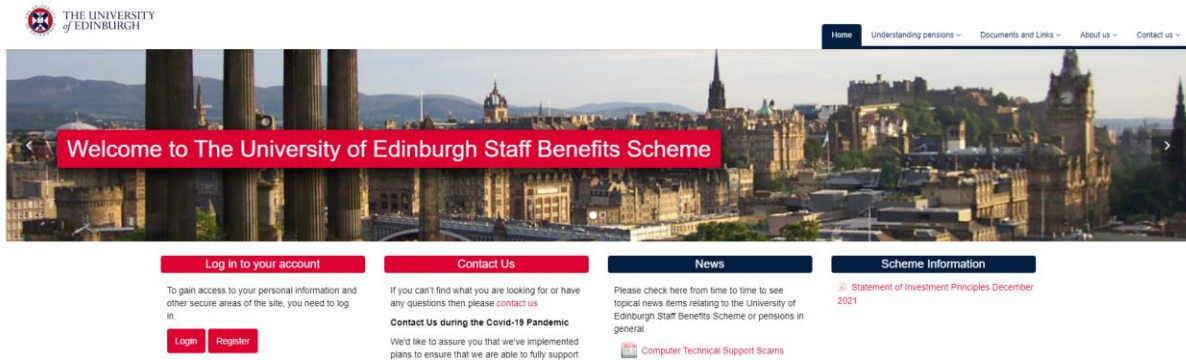 THE UNIVERSITY
of EDINBURGH
Home
Understanding pensions
Documents and Links
About us
Contact us
Welcome to The University of Edinburgh Staff Benefits Scheme
Log in to your account
To gain access to your personal information and
other secure areas of the site, you need to log
in.
Login
Register
Contact Us
If you can't find what you are looking for or have
any questions then please contact us
Contact Us during the Covid-19 Pandemic
We'd like to assure you that we've implemented
plans to ensure that we are able to fully support
News
Please check here from time to time to see
topical news items relating to the University of
Edinburgh Staff Benefits Scheme or pensions in
general.
Computer Technical Support Scams
Scheme Information
Statement of Investment Principles December
2021